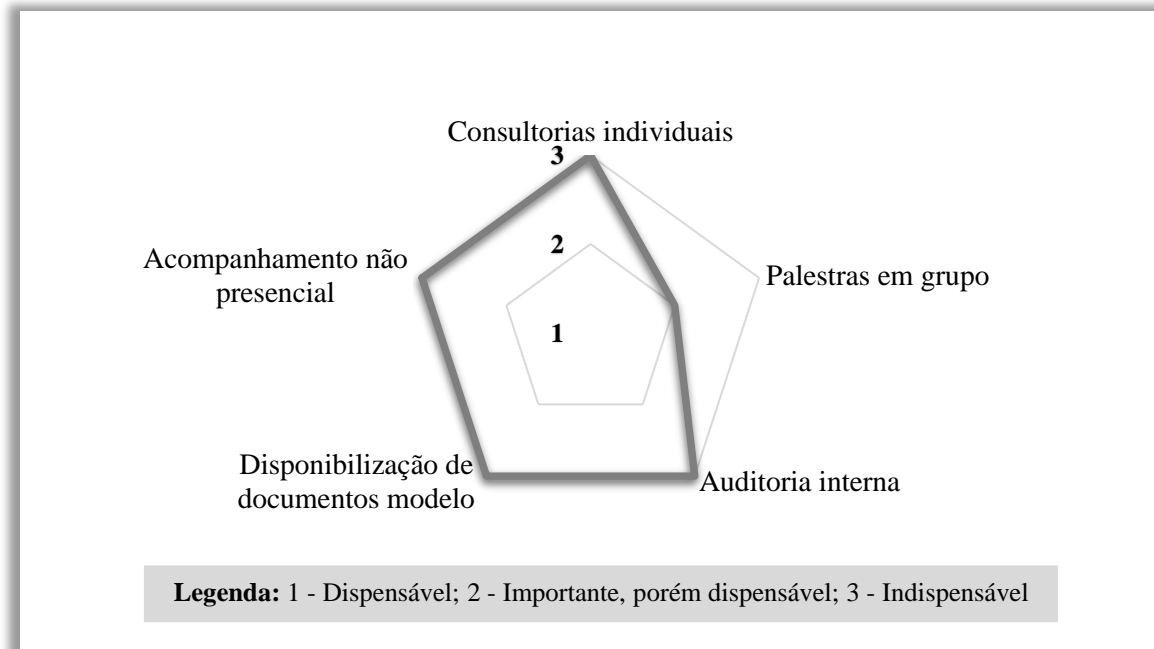 Consultorias individuais
3
2
Acompanhamento não
presencial
Palestras em grupo
1
Disponibilização de
documentos modelo
Auditoria interna
Legenda: 1 - Dispensável; 2 - Importante, porém dispensável; 3 - Indispensável